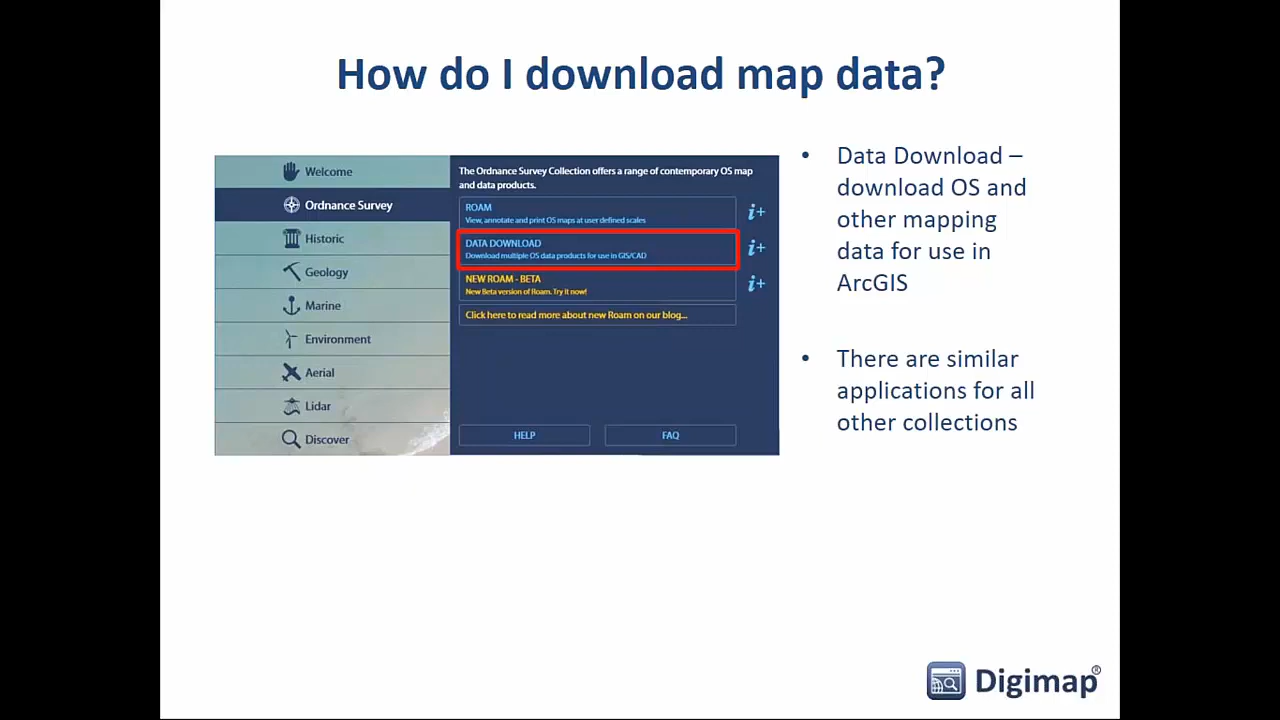 How do I download map data?
Welcome
Ordnance Survey
Historic
Geology
Marine
Environment
Aerial
Lidar
Discover
The Ordnance Survey Collection offers a range of contemporary OS map
and data products.
ROAM
View, annotate and print OS maps at user defined scales
i+
DATA DOWNLOAD
Download multiple OS data products for use in GIS/CAD
i+
NEW ROAM - BETA
New Beta version of Roam. Try it now!
i+
Click here to read more about new Roam on our blog...
HELP
FAQ
• Data Download –
download OS and
other mapping
data for use in
ArcGIS
• There are similar
applications for all
other collections
Digimap®